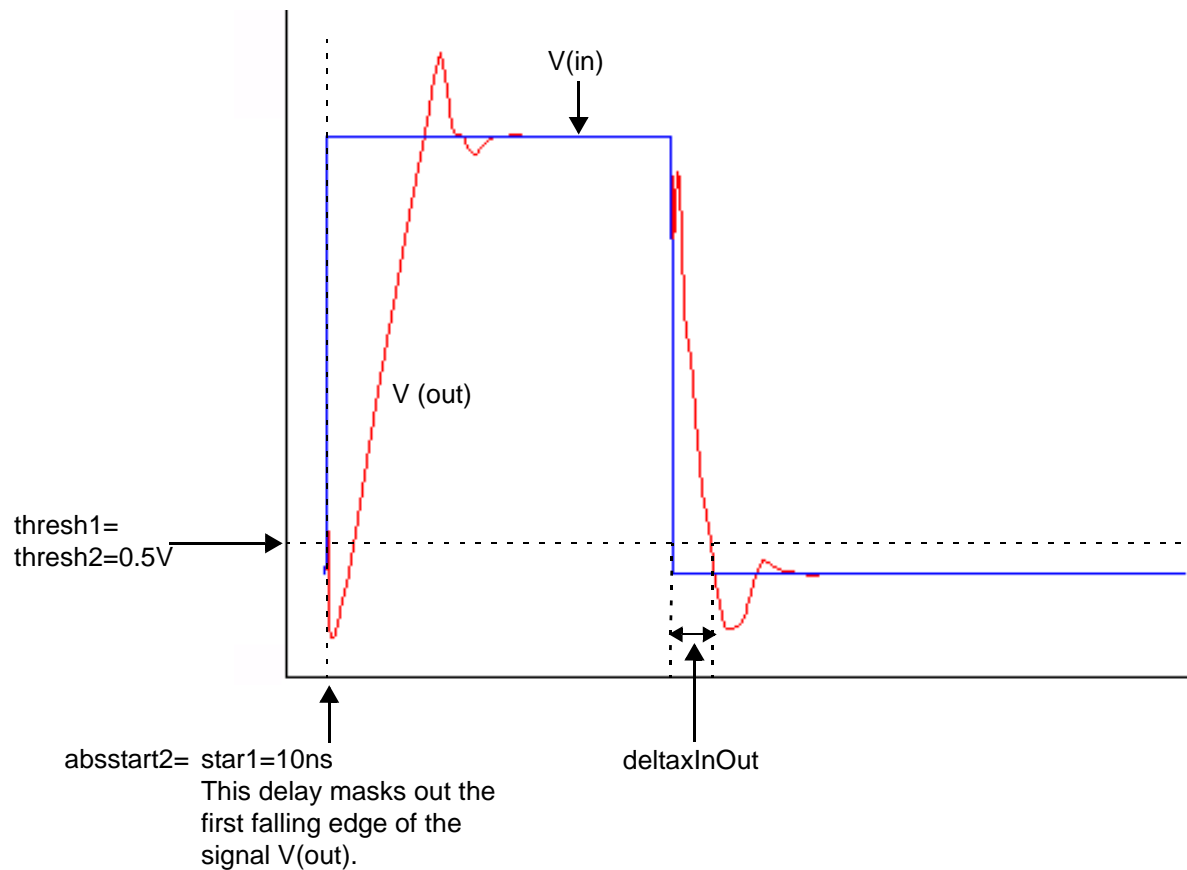 V(in)
V (out)
thresh1=
thresh2=0.5V
absstart2= star1=10ns
This delay masks out the
first falling edge of the
signal V(out).
deltaxInOut